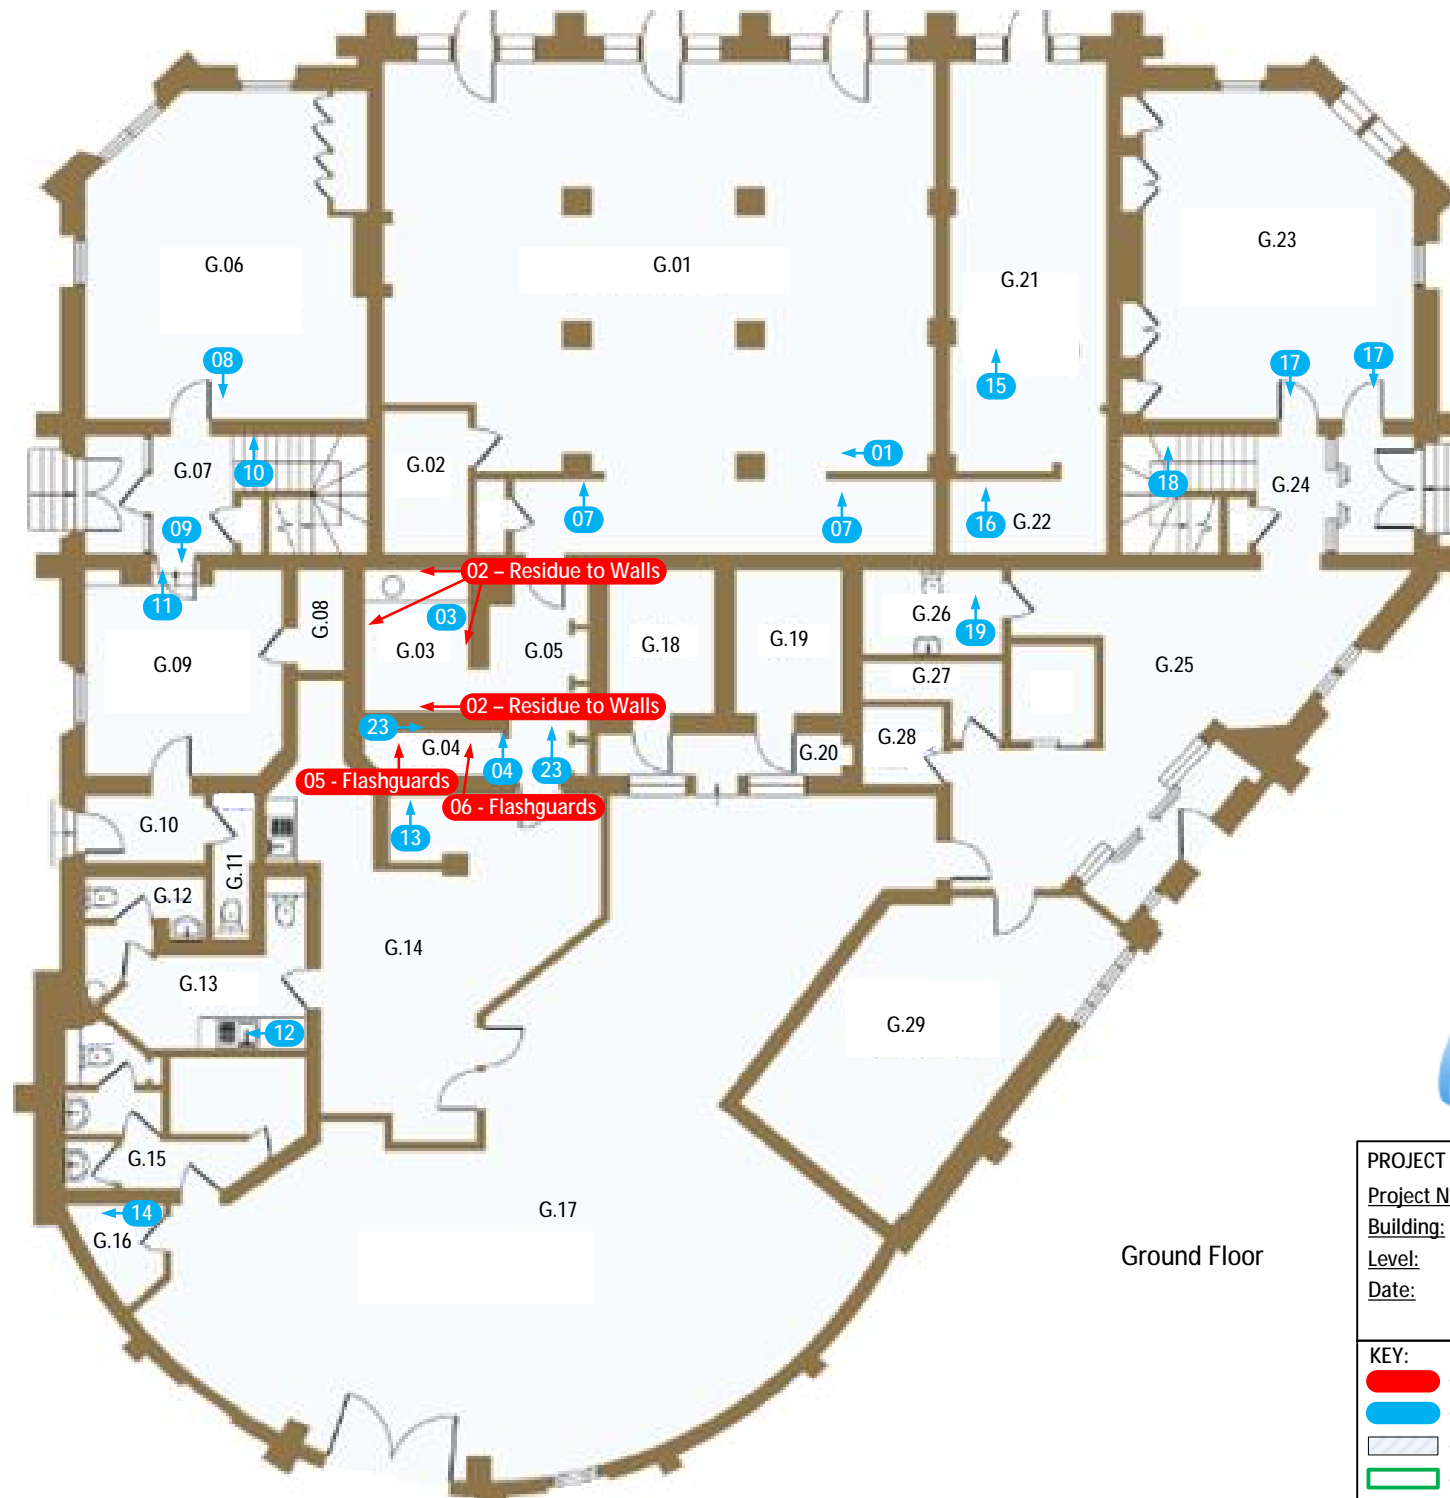 G.06
G.01
G.21
G.23
08
15
17
17
G.07
10
G.02
01
18
G.24
09
07
07
16
G.22
11
02 – Residue to Walls
03
G.08
G.26
19
G.09
G.03
G.05
G.18
G.19
G.25
G.27
02 – Residue to Walls
23
G.04
04
23
G.20
G.28
05 - Flashguards
06 - Flashguards
13
G.10
G.11
G.12
G.14
G.13
12
G.29
G.15
14
G.16
G.17
Ground Floor
PROJECT
Project N
Building:
Level:
Date:
KEY: